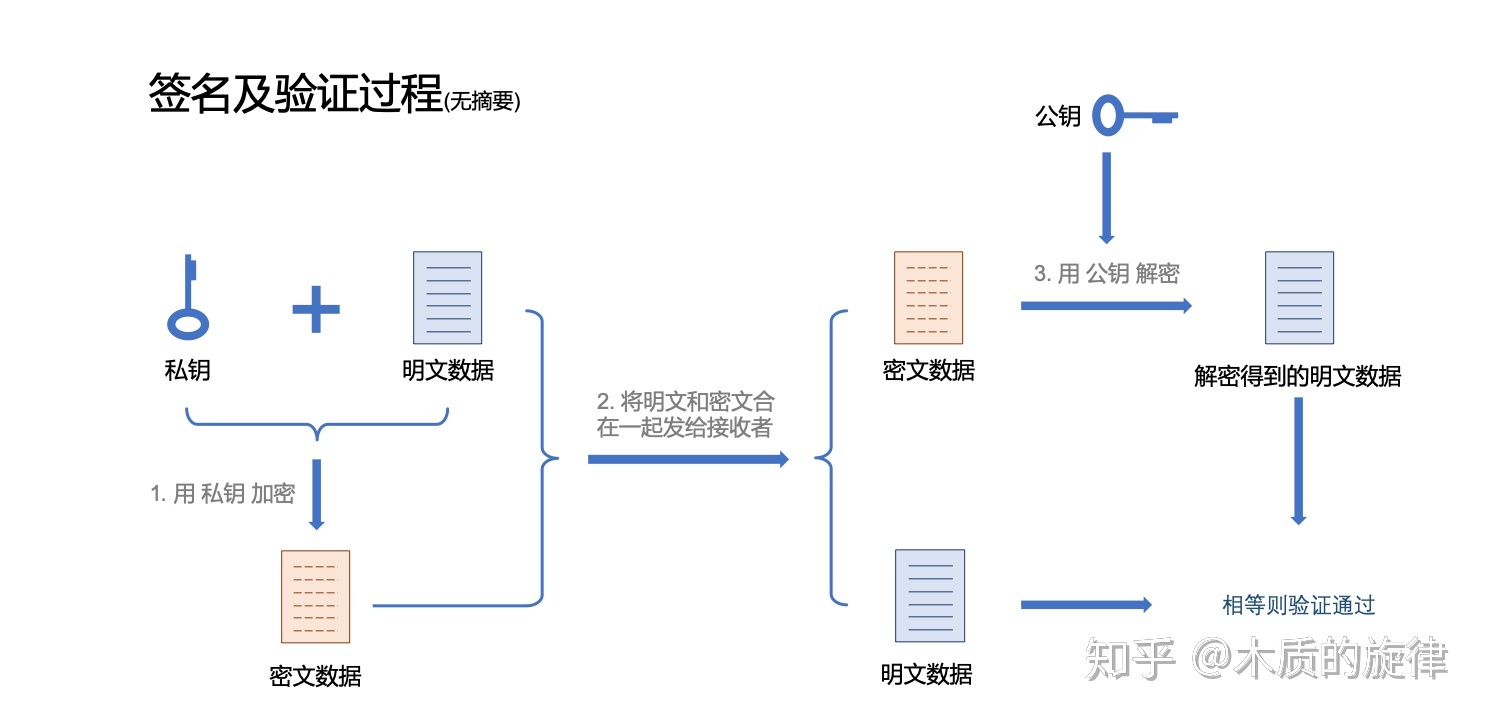 签名及验证过程(无摘要)
公钥
3. 用 公钥 解密
私钥
明文数据
密文数据
解密得到的明文数据
2. 将明文和密文合
在一起发给接收者
1. 用 私钥 加密
相等则验证通过
密文数据
明文数据
知乎 @木质的旋律